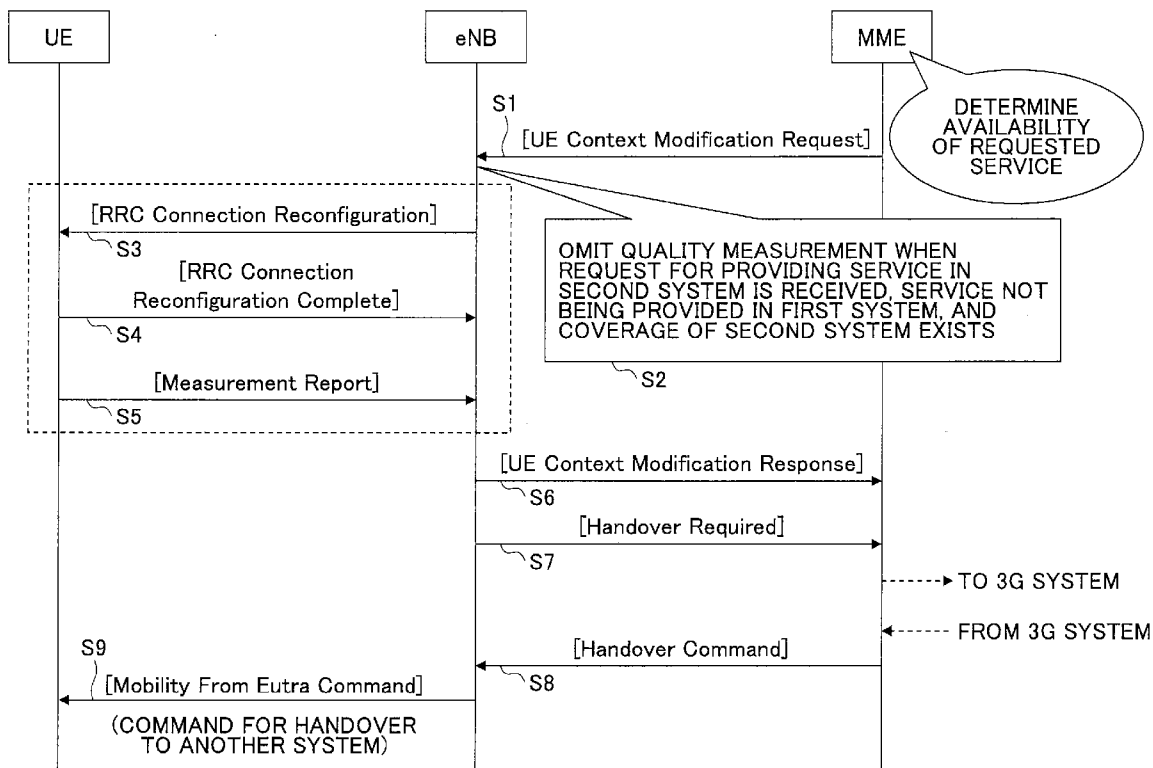 UE
eNB
MME
DETERMINE
AVAILABILITY
OF REQUESTED
SERVICE
S1
[UE Context Modification Request]
[RRC Connection Reconfiguration]
S3
OMIT QUALITY MEASUREMENT WHEN
REQUEST FOR PROVIDING SERVICE IN
SECOND SYSTEM IS RECEIVED, SERVICE NOT
BEING PROVIDED IN FIRST SYSTEM, AND
COVERAGE OF SECOND SYSTEM EXISTS
S2
[RRC Connection
Reconfiguration Complete]
S4
[Measurement Report]
S5
[UE Context Modification Response]
S6
[Handover Required]
S7
TO 3G SYSTEM
FROM 3G SYSTEM
[Handover Command]
S8
S9
[Mobility From Eutra Command]
(COMMAND FOR HANDOVER
TO ANOTHER SYSTEM)